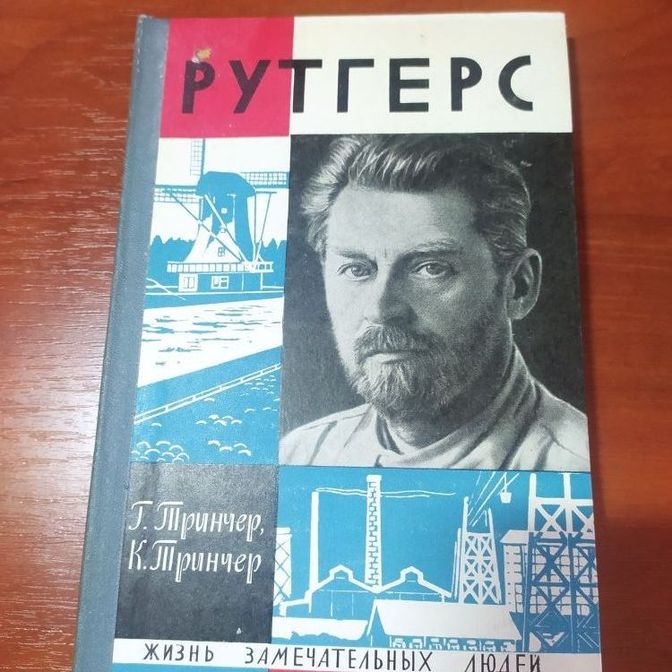 РУТГЕРС
Г. Тринчер,
К. Тринчер
ЖИЗНЬ ЗАМЕЧАТЕЛЬНЫХ ЛЮДЕЙ